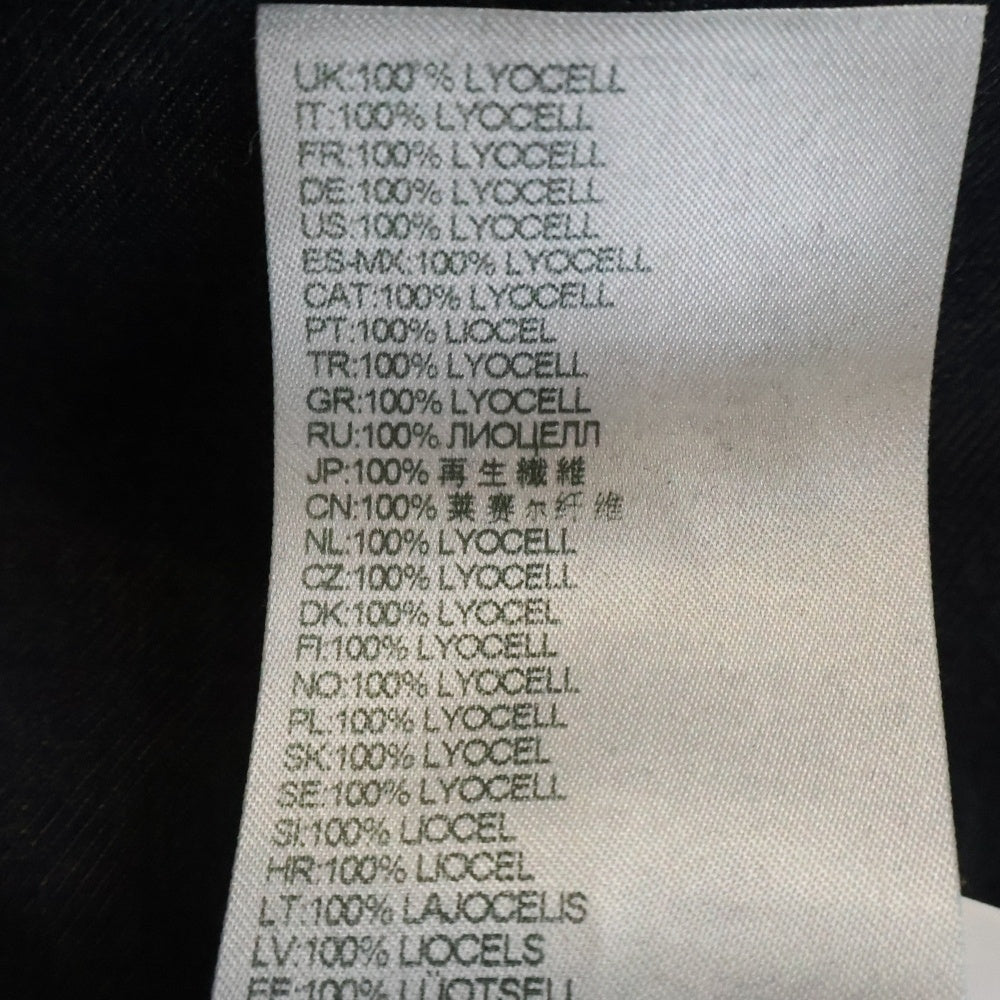 UK:100% LYOCELL
IT:100% LYOCELL
FR:100% LYOCELL
DE:100% LYOCELL
US:100% LYOCELL
ES-MX:100% LYOCELL
CAT:100% LYOCELL
PT:100% LIOCEL
TR:100% LYOCELL
GR:100% LYOCELL
RU:100% ЛИОЦЕЛЛ
JP:100% 再生繊維
CN:100% 莱赛尔纤维
NL:100% LYOCELL
CZ:100% LYOCELL
DK:100% LYOCEL
FI:100% LYOCELL
NO:100% LYOCELL
PL:100% LYOCELL
SK:100% LYOCEL
SE:100% LYOCELL
SI:100% LIOCEL
HR:100% LIOCEL
LT:100% LAJOCELIS
LV:100% LIOCELS
EE:100% LÜOTSELL